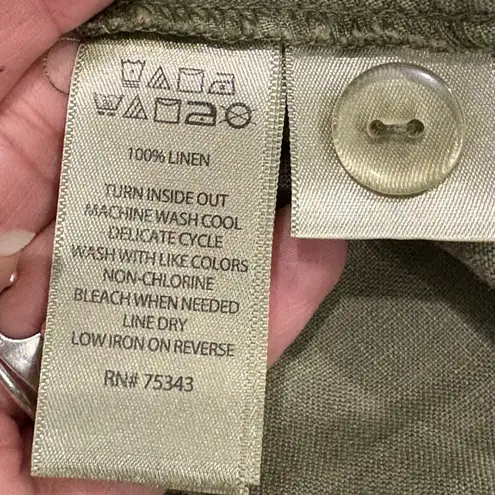 100% LINEN
TURN INSIDE OUT
MACHINE WASH COOL
DELICATE CYCLE
WASH WITH LIKE COLORS
NON-CHLORINE
BLEACH WHEN NEEDED
LINE DRY
LOW IRON ON REVERSE
RN# 75343